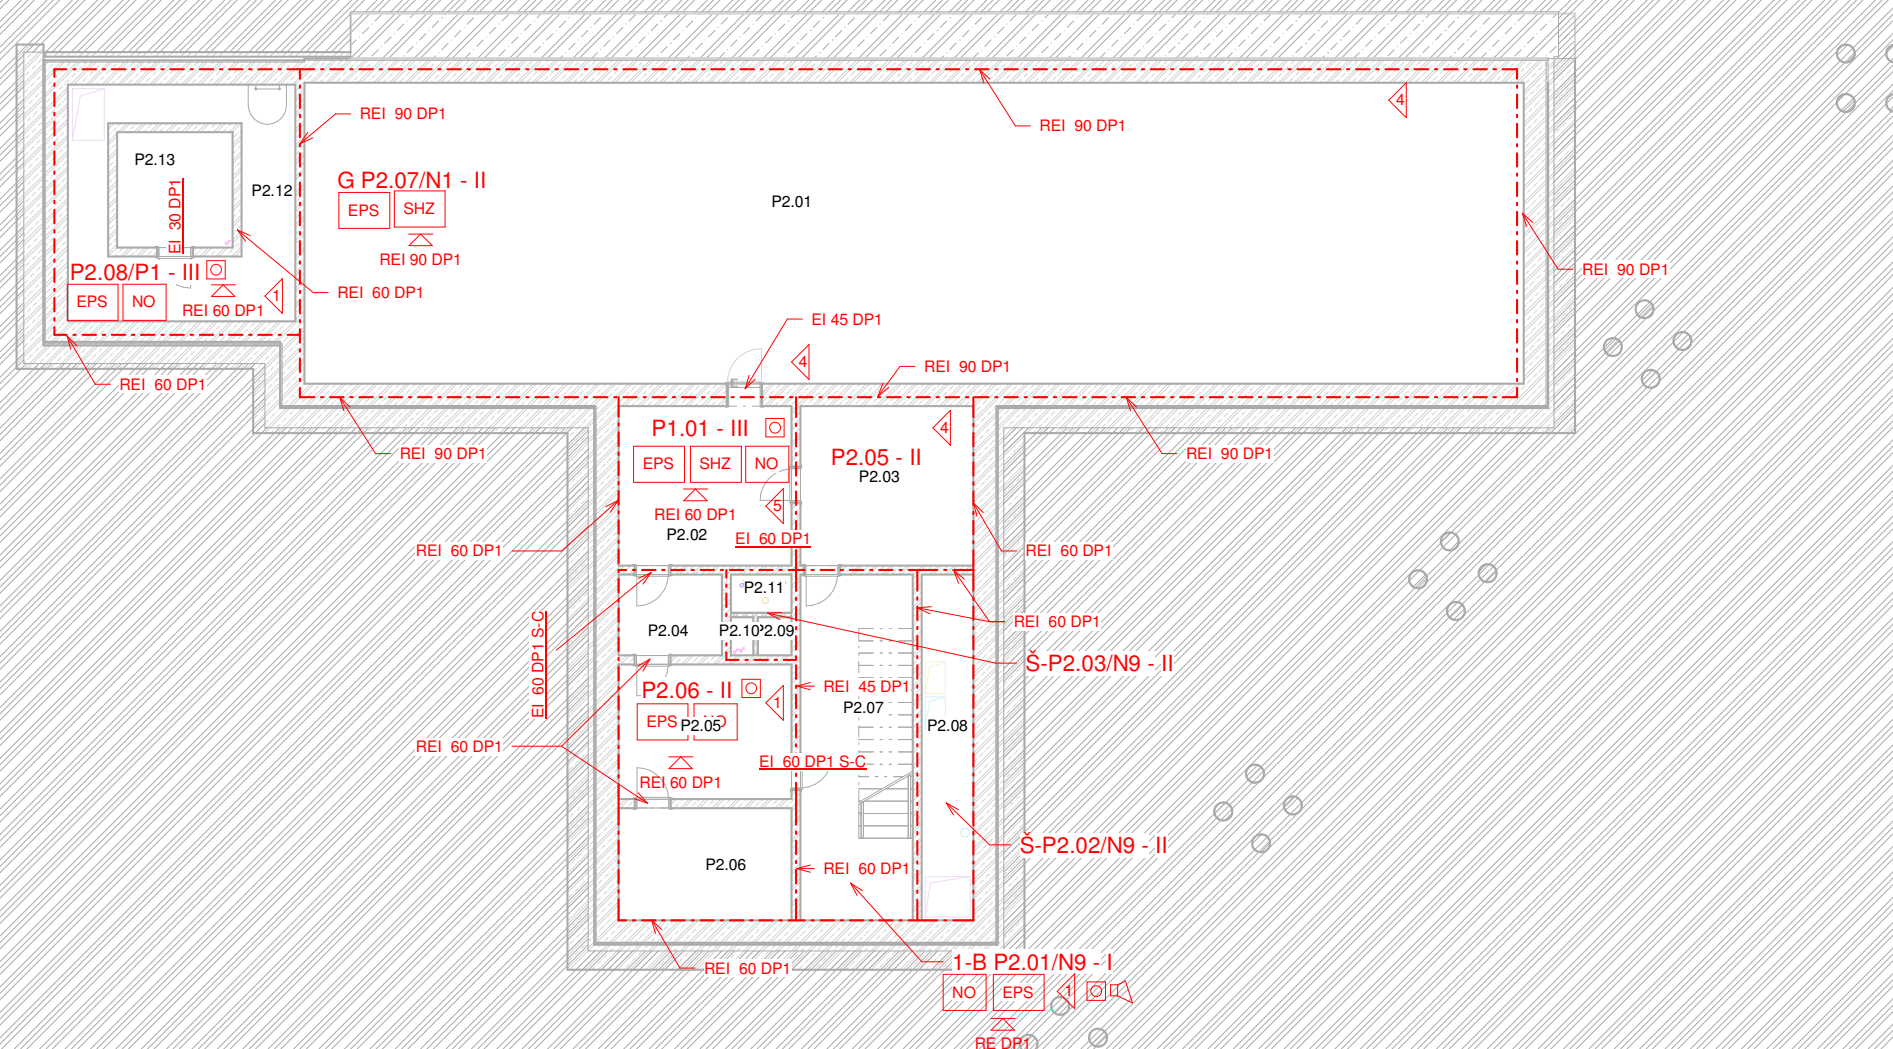 REI 90 DP1
4
REI 90 DP1
P2.13
P2.12
EI 30 DP1
G P2.07/N1 - II
EPS
SHZ
REI 90 DP1
P2.01
P2.08/P1 - III
EPS
NO
REI 60 DP1
1
REI 60 DP1
REI 90 DP1
EI 45 DP1
4
REI 90 DP1
REI 60 DP1
REI 90 DP1
REI 90 DP1
P1.01 - III
EPS
SHZ
NO
REI 60 DP1
5
P2.02
EI 60 DP1
4
P2.05 - II
P2.03
REI 60 DP1
REI 60 DP1
EI 60 DP1 S-C
P2.04
P2.11
P2.10
P2.09
REI 60 DP1
Š-P2.03/N9 - II
P2.06 - II
EPS
NO
P2.05
1
REI 60 DP1
REI 45 DP1
P2.07
P2.08
REI 60 DP1
EI 60 DP1 S-C
Š-P2.02/N9 - II
P2.06
REI 60 DP1
REI 60 DP1
1-B P2.01/N9 - I
NO
EPS
1
RE DP1